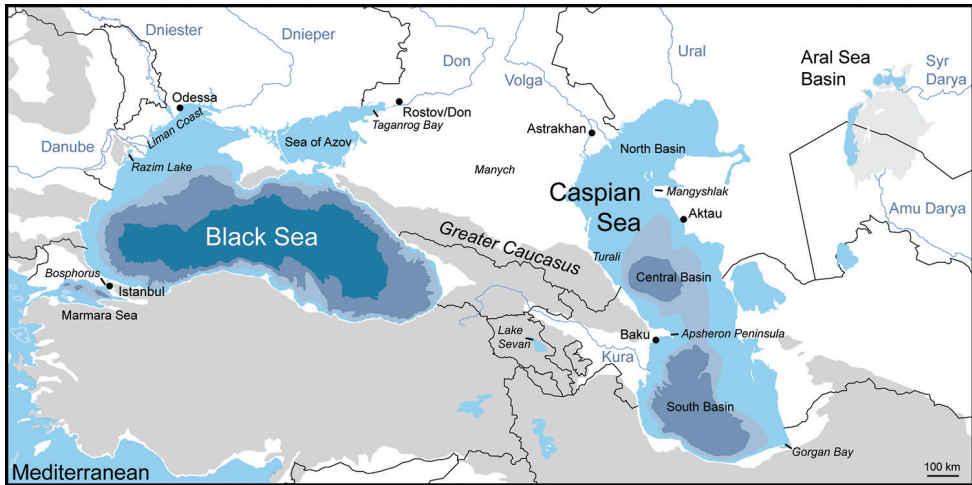 Dniester
Dnieper
Don
Volga
Ural
Aral Sea
Basin
Syr
Darya
Odessa
Rostov/Don
Taganrog Bay
Liman Coast
Astrakhan
Sea of Azov
North Basin
Danube
Razim Lake
Manych
Mangyshlak
Caspian
Sea
Aktau
Amu Darya
Black Sea
Greater Caucasus
Turali
Bosphorus
Central Basin
Istanbul
Marmara Sea
Lake
Sevan
Baku
Apsheron Peninsula
Kura
South Basin
Gorgan Bay
Mediterranean
100 km